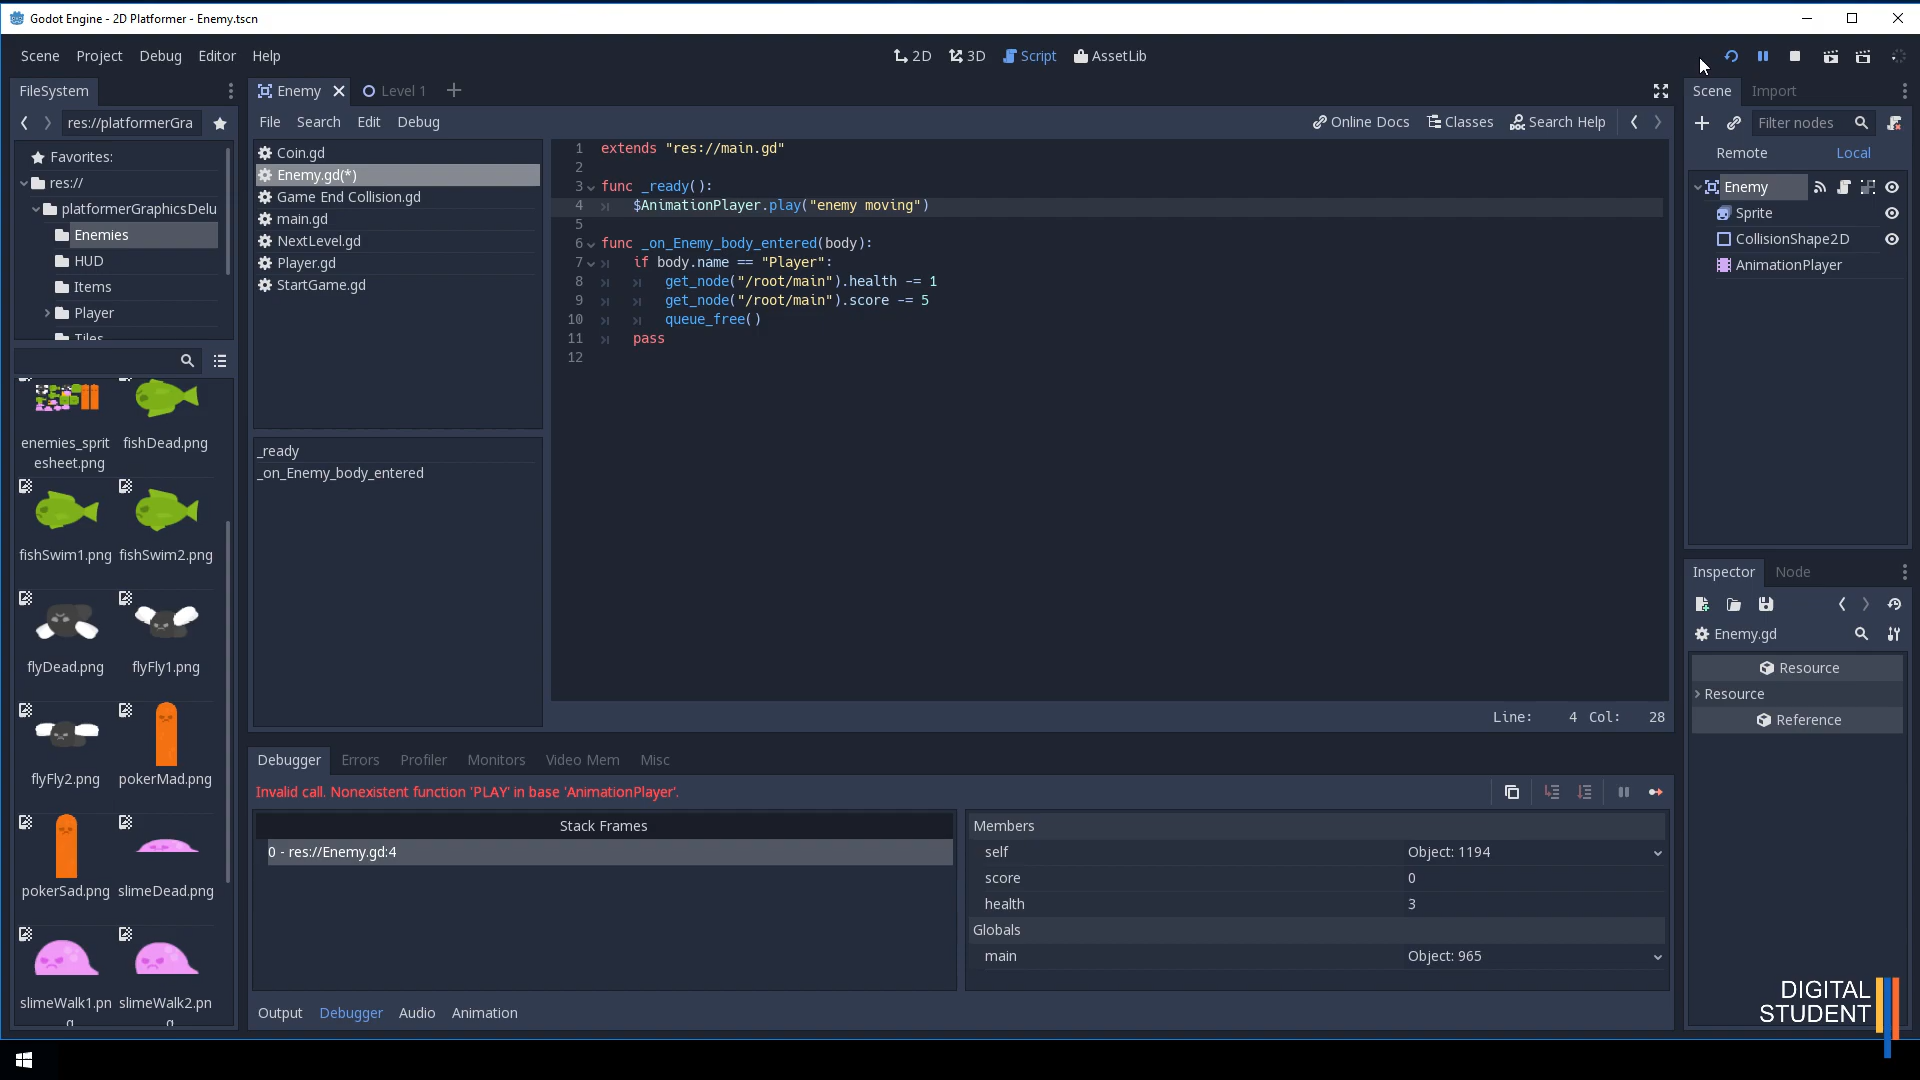 Godot Engine - 2D Platformer - Enemy.tscn
Scene Project Debug Editor Help
2D 3D Script AssetLib
FileSystem
res://platformerGra
Favorites:
res://
platformerGraphicsDelu
Enemies
HUD
Items
Player
Tiles
enemies_sprit
esheet.png
fishDead.png
fishSwim1.png fishSwim2.png
flyDead.png flyFly1.png
flyFly2.png pokerMad.png
pokerSad.png slimeDead.png
slimeWalk1.pn
g
slimeWalk2.pn
g
Enemy Level 1
File Search Edit Debug
Online Docs Classes Search Help
Coin.gd
Enemy.gd(*)
Game End Collision.gd
main.gd
NextLevel.gd
Player.gd
StartGame.gd
_ready
_on_Enemy_body_entered
1 extends "res://main.gd"
2
3 func _ready():
4 $AnimationPlayer.play("enemy moving")
5
6 func _on_Enemy_body_entered(body):
7 if body.name == "Player":
8 get_node("/root/main").health -= 1
9 get_node("/root/main").score -= 5
10 queue_free()
11 pass
12
Line: 4 Col: 28
Debugger Errors Profiler Monitors Video Mem Misc
Invalid call. Nonexistent function 'PLAY' in base 'AnimationPlayer'.
Stack Frames
0 - res://Enemy.gd:4
Members
self Object: 1194
score 0
health 3
Globals
main Object: 965
Output Debugger Audio Animation
Scene Import
Filter nodes
Remote Local
Enemy
Sprite
CollisionShape2D
AnimationPlayer
Inspector Node
Enemy.gd
Resource
Resource
Reference
DIGITAL
STUDENT